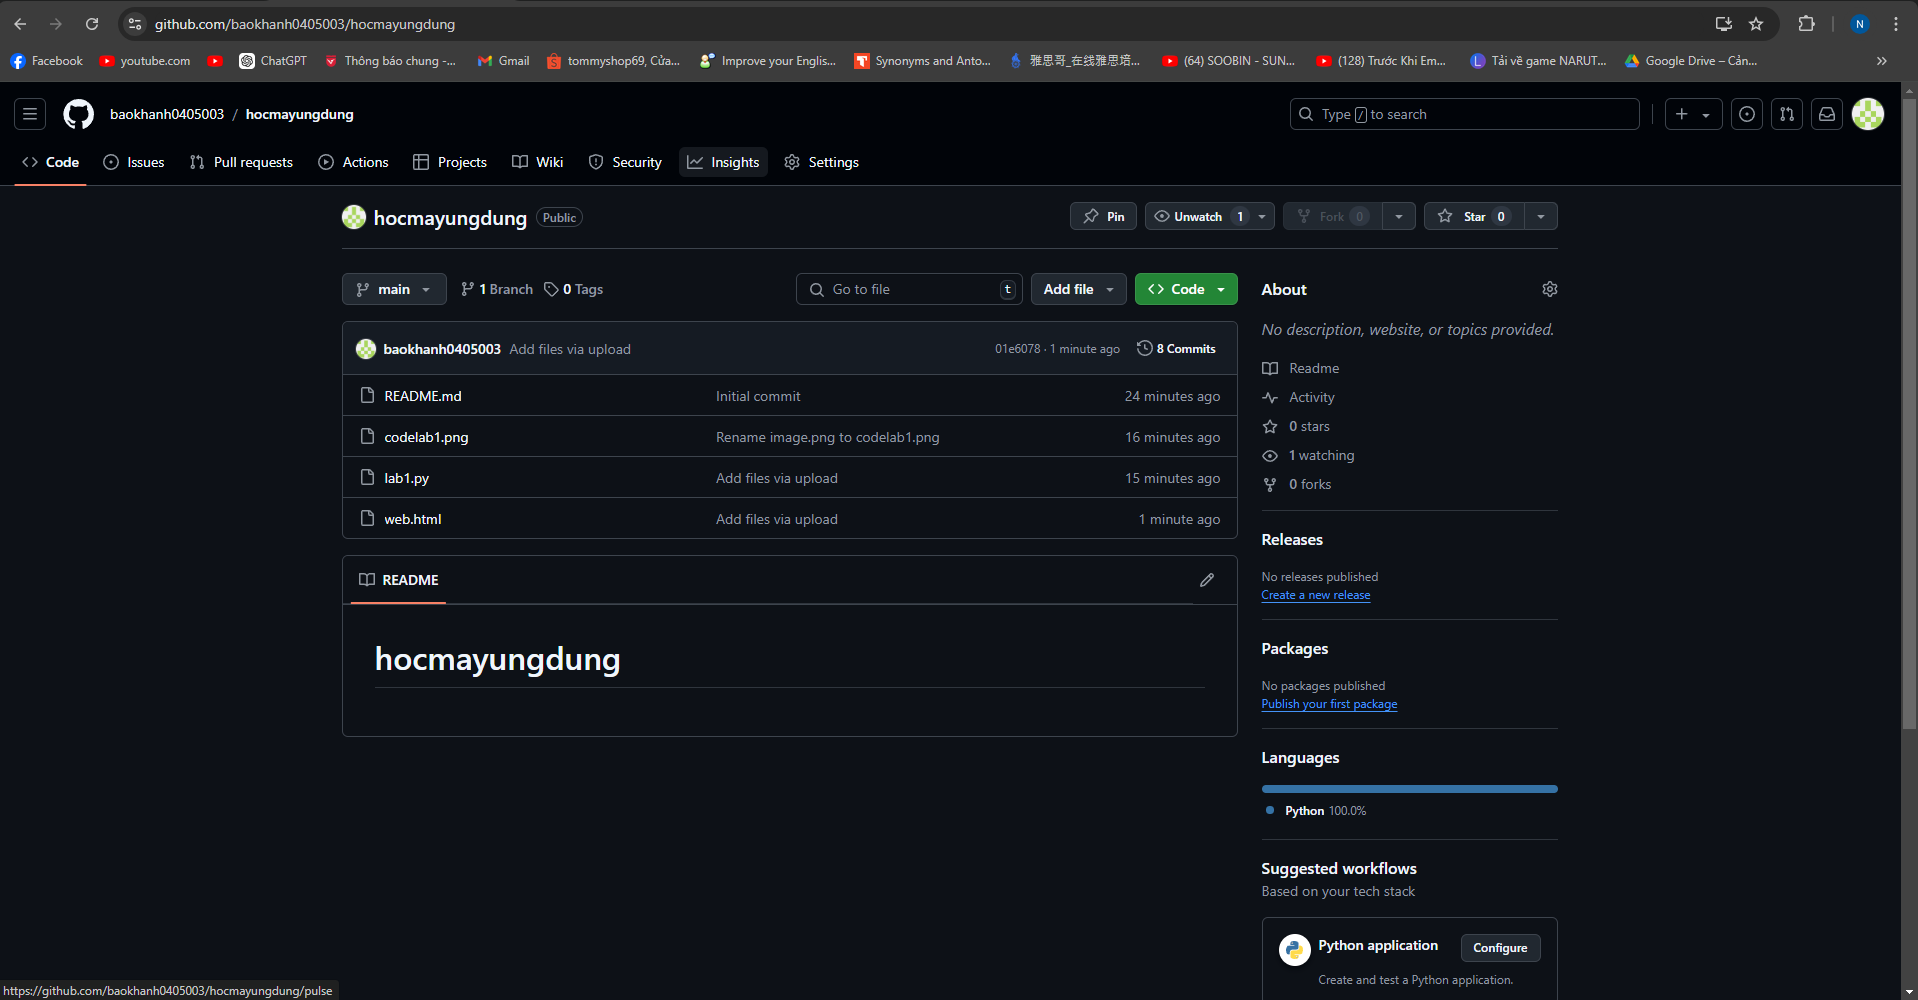 github.com/baokhanh0405003/hocmayungdung
N
Facebook youtube.com ChatGPT Thông báo chung -... Gmail tommyshop69, Cửa... Improve your Englis... Synonyms and Anto... 雅思哥_在线雅思培... (64) SOOBIN - SUN... (128) Trước Khi Em... Tải về game NARUT... Google Drive – Cản...
baokhanh0405003 / hocmayungdung
Type / to search
Code Issues Pull requests Actions Projects Wiki Security Insights Settings
hocmayungdung Public
Pin Unwatch 1 Fork 0 Star 0
main 1 Branch 0 Tags
Go to file t Add file Code
baokhanh0405003 Add files via upload 01e6078 · 1 minute ago 8 Commits
README.md Initial commit 24 minutes ago
codelab1.png Rename image.png to codelab1.png 16 minutes ago
lab1.py Add files via upload 15 minutes ago
web.html Add files via upload 1 minute ago
README
hocmayungdung
About
No description, website, or topics provided.
Readme
Activity
0 stars
1 watching
0 forks
Releases
No releases published
Create a new release
Packages
No packages published
Publish your first package
Languages
Python 100.0%
Suggested workflows
Based on your tech stack
Python application Configure
Create and test a Python application.
https://github.com/baokhanh0405003/hocmayungdung/pulse